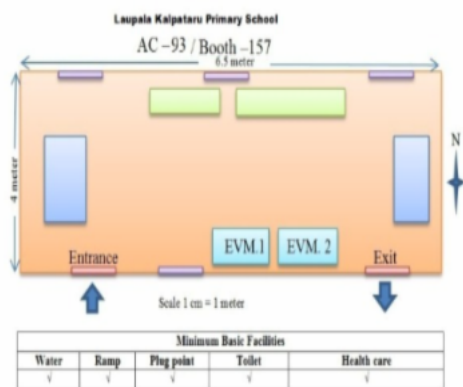 Laupala Kalpataru Primary School
AC –93 / Booth –157
6.5 meter
4 meter
N
EVM.1 EVM. 2
Entrance Exit
Scale 1 cm = 1 meter
Minimum Basic Facilities
Water Ramp Plug point Toilet Health care
√ √ √ √ √